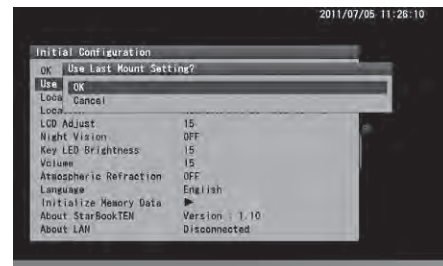 2011/07/05 11:26:10
Initial Configuration
OK
Use Last Mount Setting?
Use
OK
Loca
Cancel
Loca
LCD Adjust 15
Night Vision OFF
Key LED Brightness 15
Volume 15
Atmospheric Refraction OFF
Language English
Initialize Memory Data ▶
About StarBookTEN Version : 1.10
About LAN Disconnected